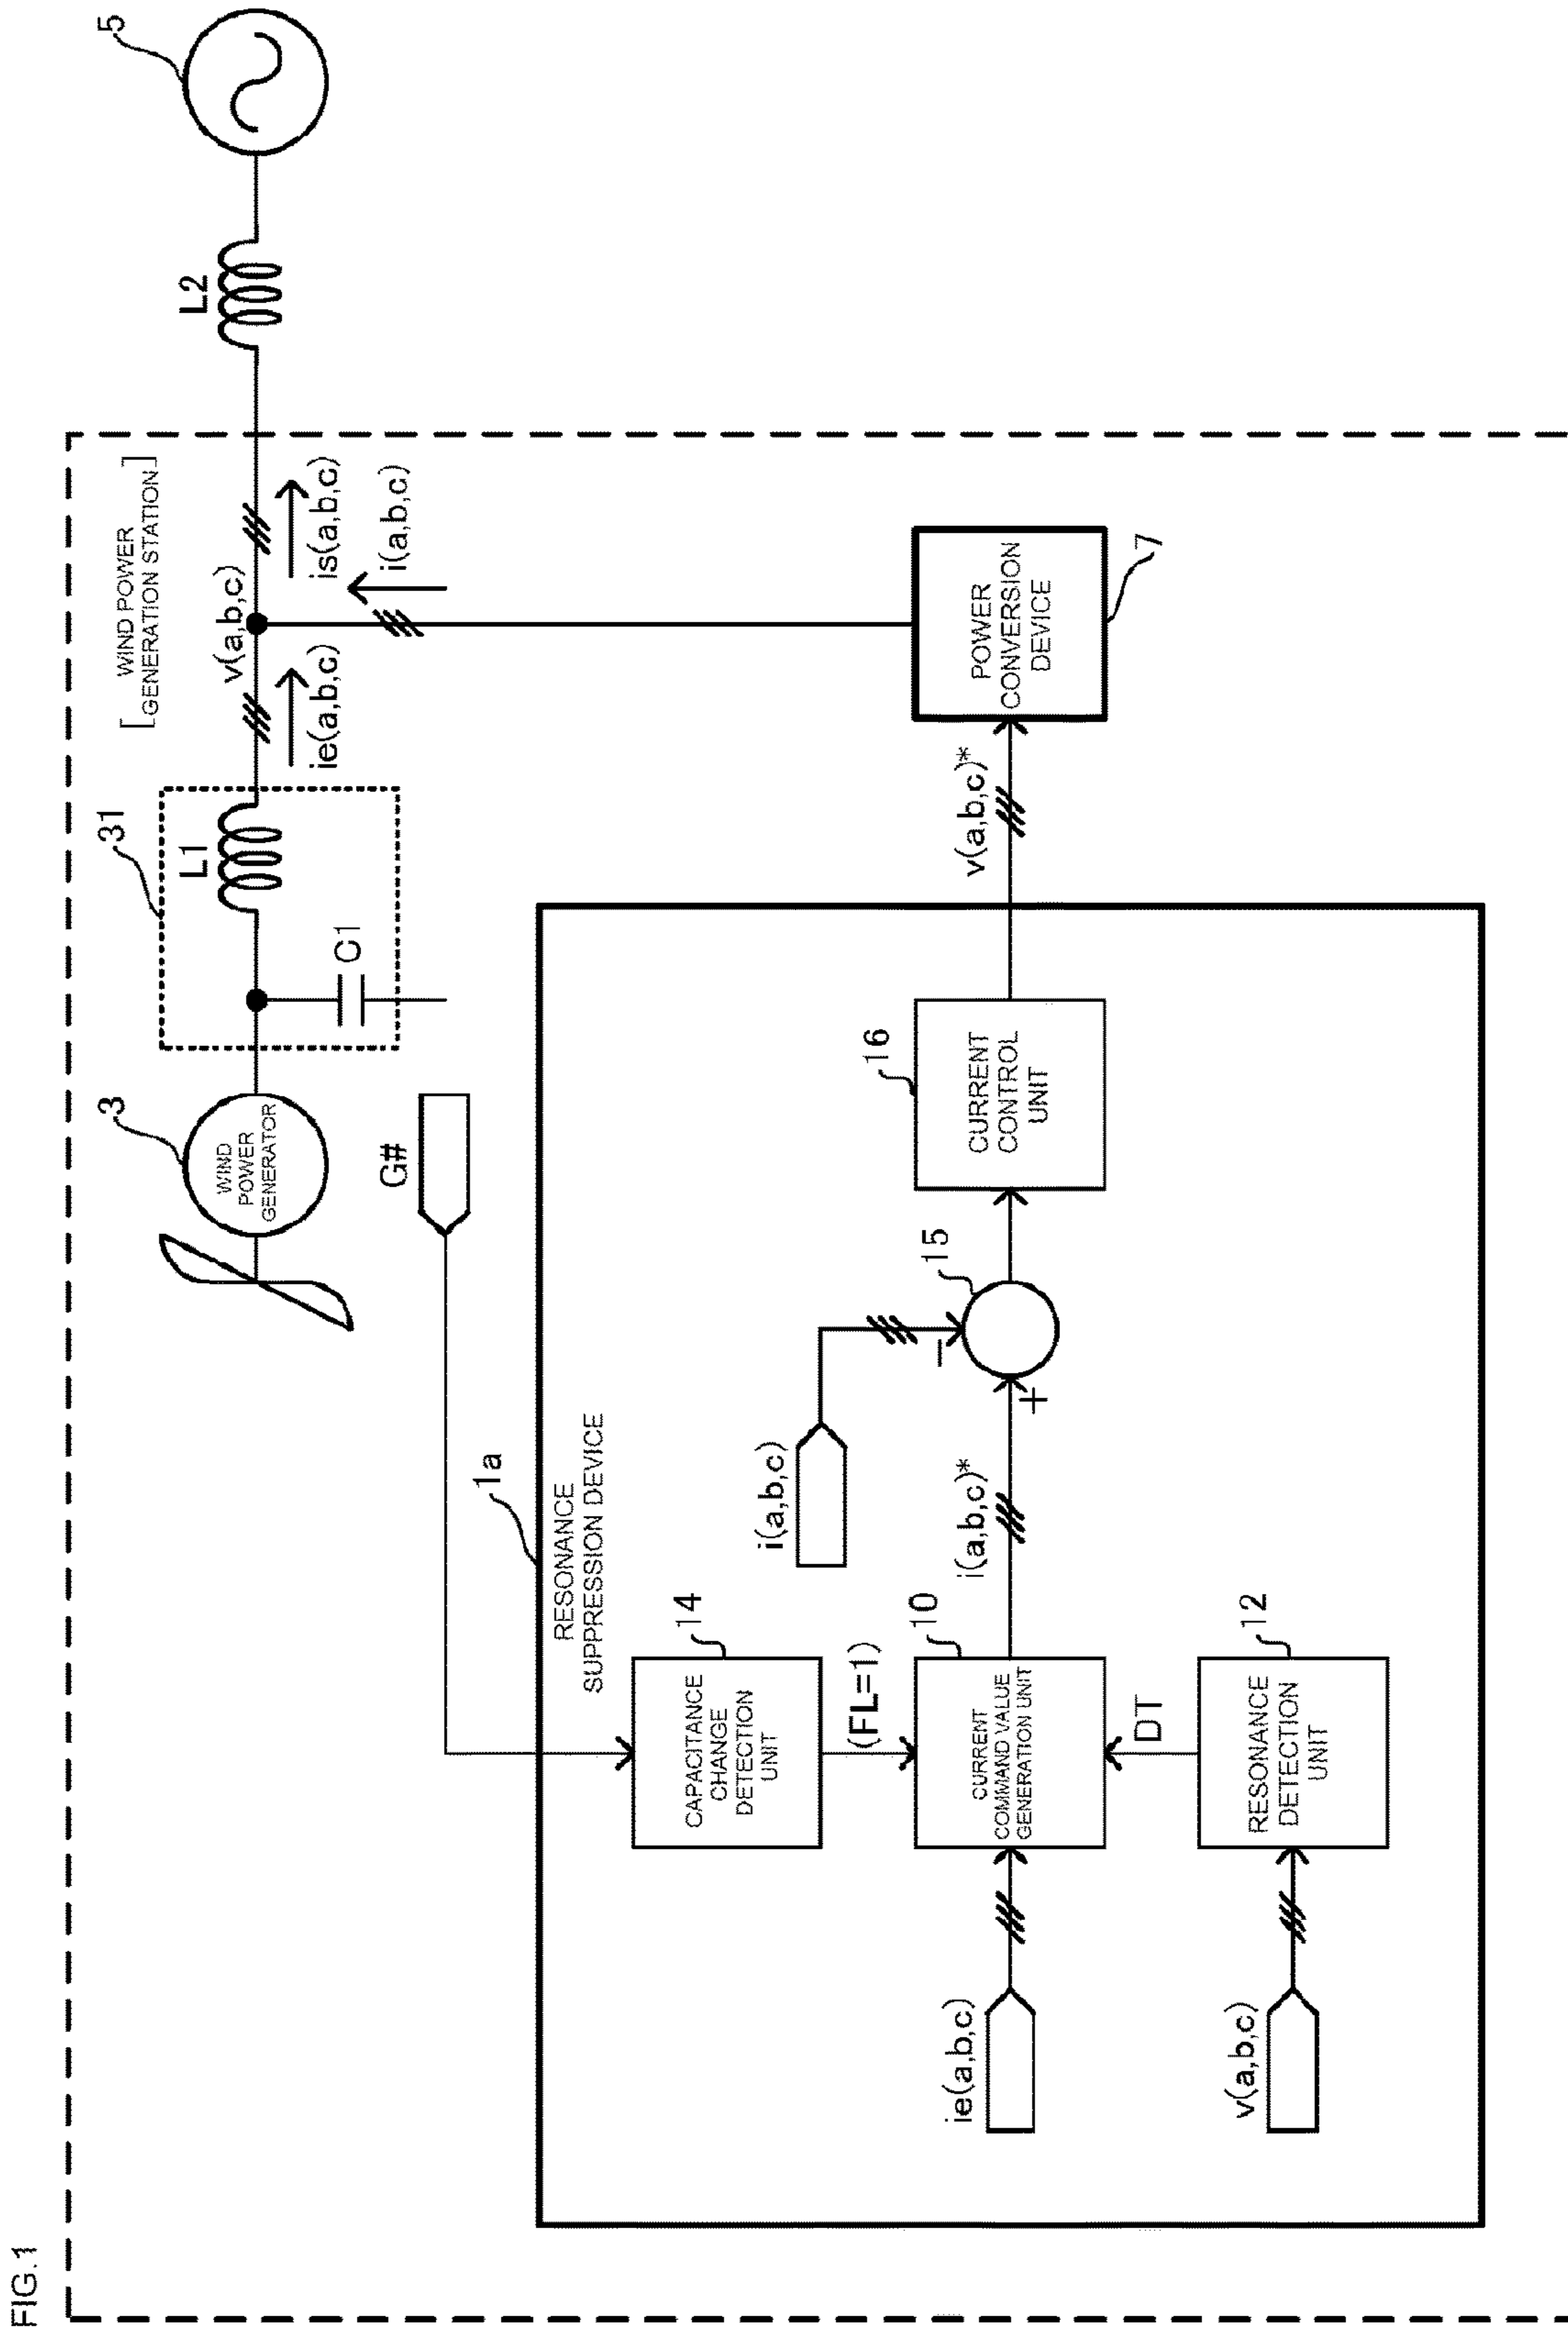 FIG.1
[WIND POWER
GENERATION STATION]
3
WIND
POWER
GENERATOR
31
L1
C1
v(a,b,c)
ie(a,b,c)
is(a,b,c)
i(a,b,c)
L2
5
G#
1a
RESONANCE
SUPPRESSION DEVICE
14
CAPACITANCE
CHANGE
DETECTION
UNIT
(FL=1)
i(a,b,c)
ie(a,b,c)
10
CURRENT
COMMAND VALUE
GENERATION UNIT
i(a,b,c)*
−
+
15
16
CURRENT
CONTROL
UNIT
v(a,b,c)*
POWER
CONVERSION
DEVICE
7
DT
v(a,b,c)
12
RESONANCE
DETECTION
UNIT